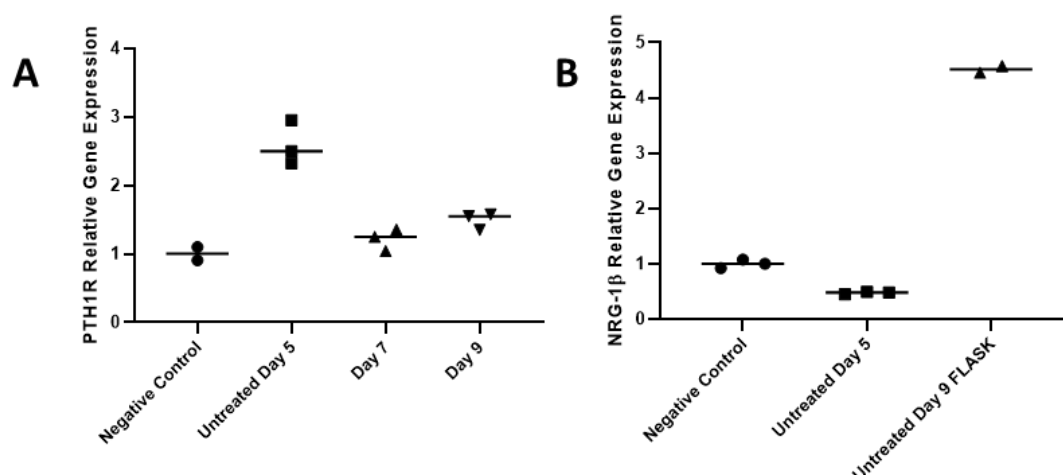 A
PTH1R Relative Gene Expression
4
3
2
1
0
Negative Control
Untreated Day 5
Day 7
Day 9
B
NRG-1β Relative Gene Expression
5
4
3
2
1
0
Negative Control
Untreated Day 5
Untreated Day 9 FLASK